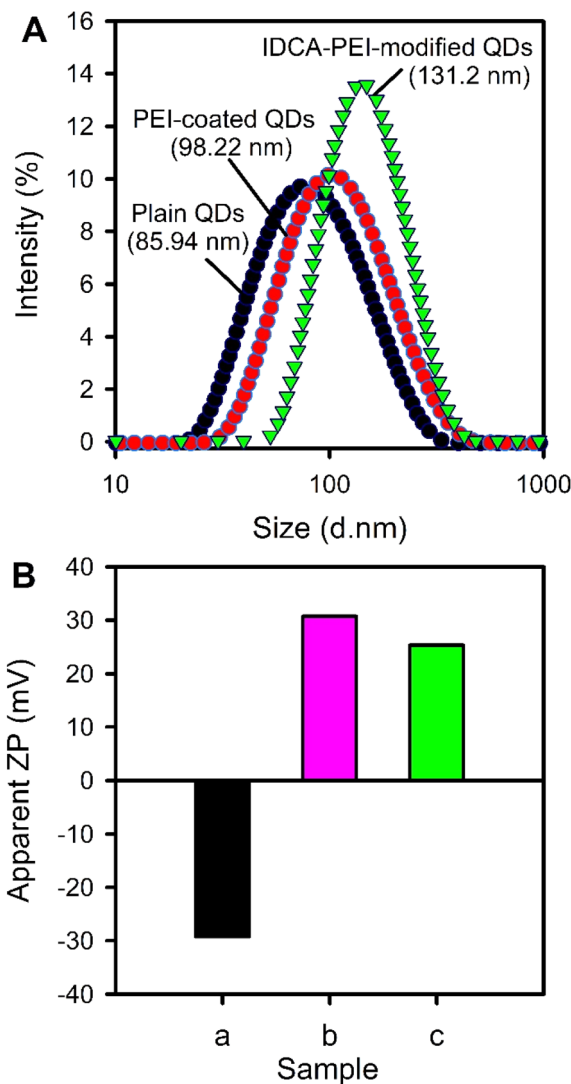 A
IDCA-PEI-modified QDs
(131.2 nm)
PEI-coated QDs
(98.22 nm)
Plain QDs
(85.94 nm)
Intensity (%)
16
14
12
10
8
6
4
2
0
10 100 1000
Size (d.nm)
B
Apparent ZP (mV)
40
30
20
10
0
-10
-20
-30
-40
a b c
Sample